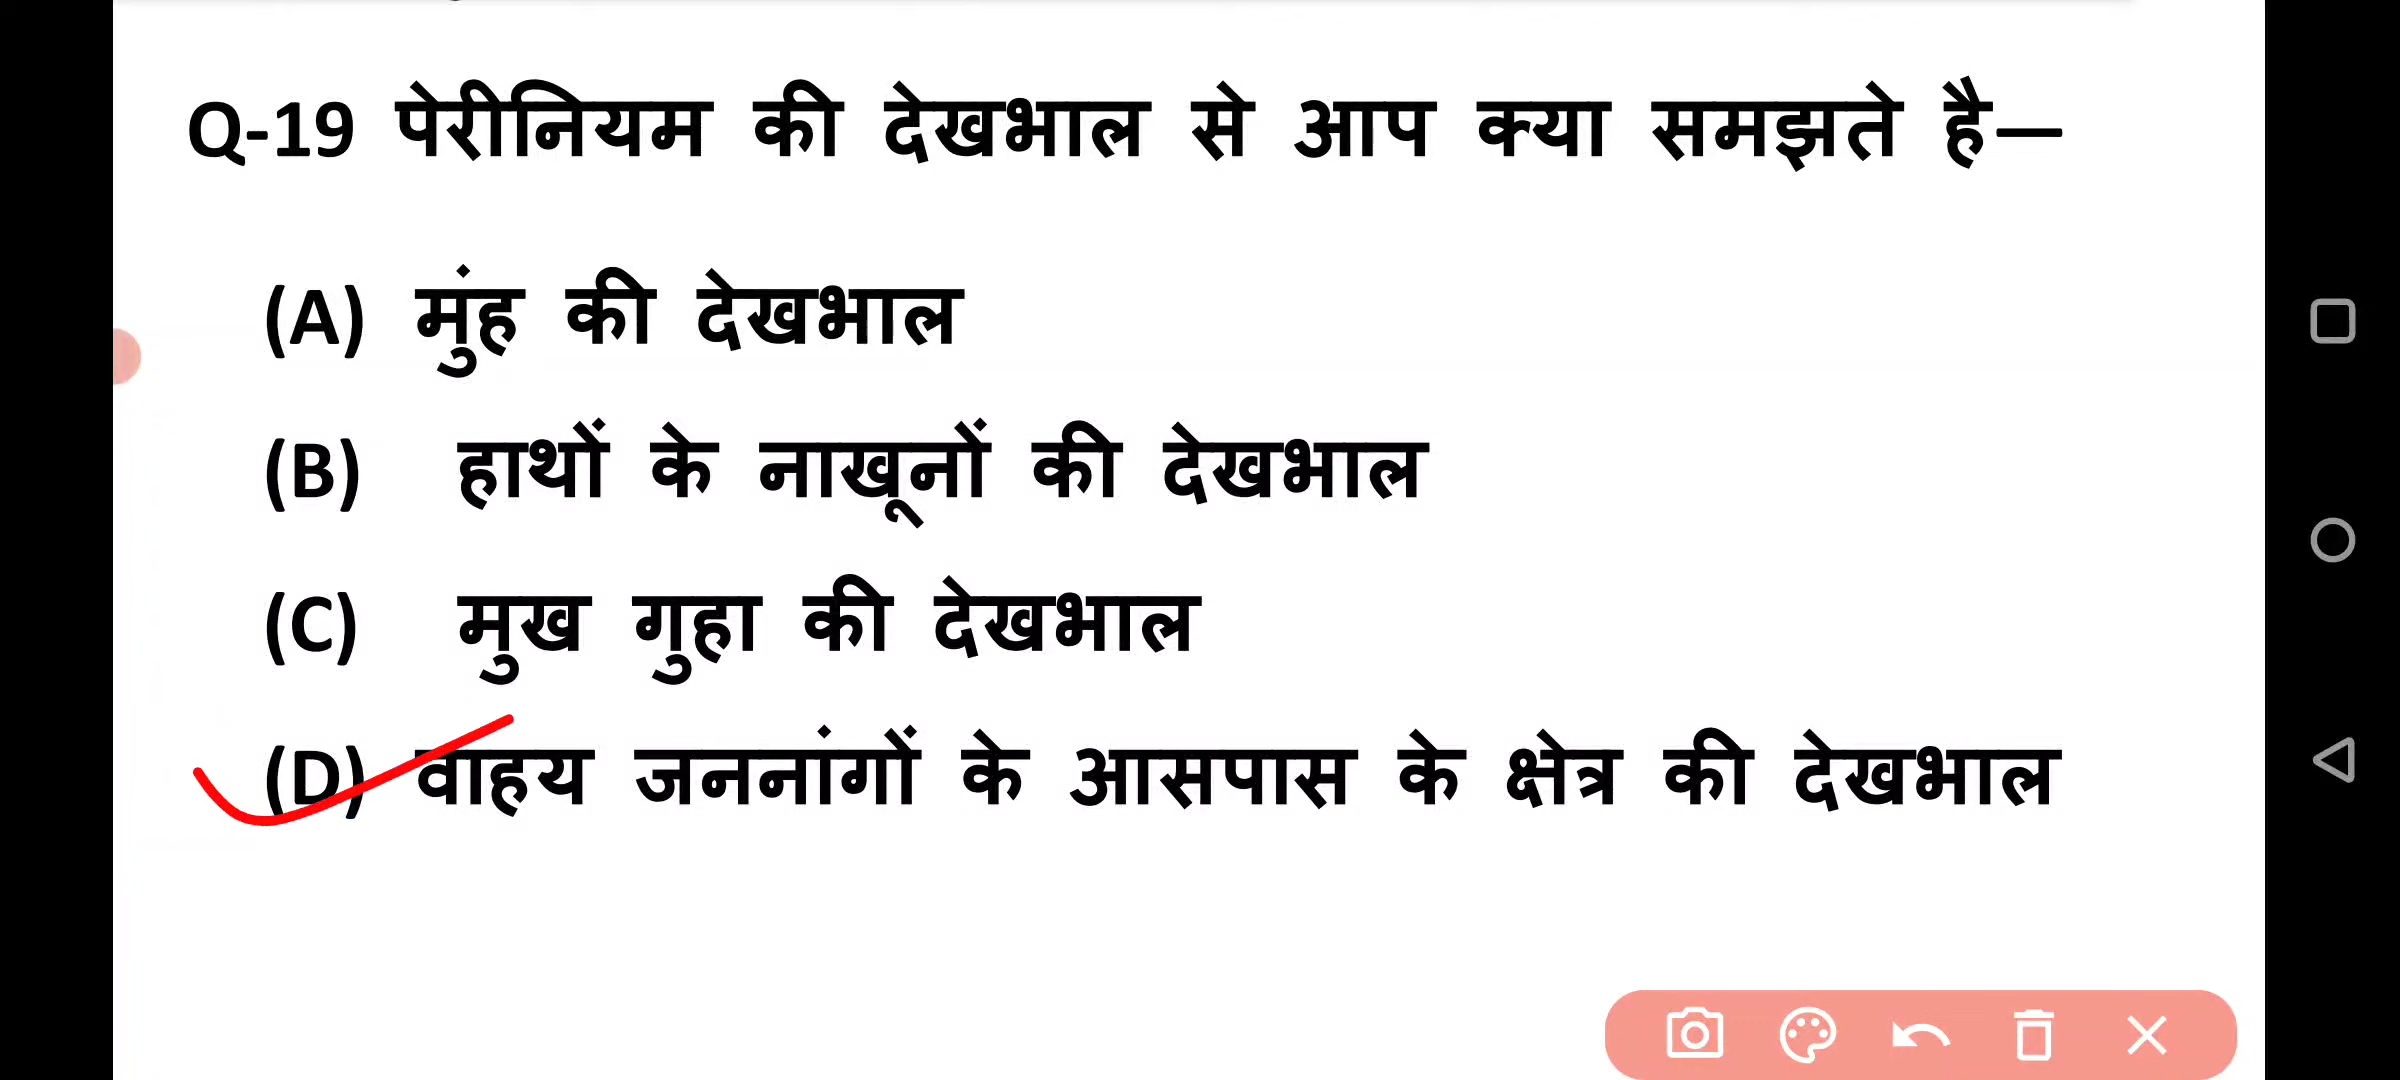 Q-19 पेरीनियम की देखभाल से आप क्या समझते है—
(A) मुंह की देखभाल
(B) हाथों के नाखूनों की देखभाल
(C) मुख गुहा की देखभाल
(D) वाहय जननांगों के आसपास के क्षेत्र की देखभाल